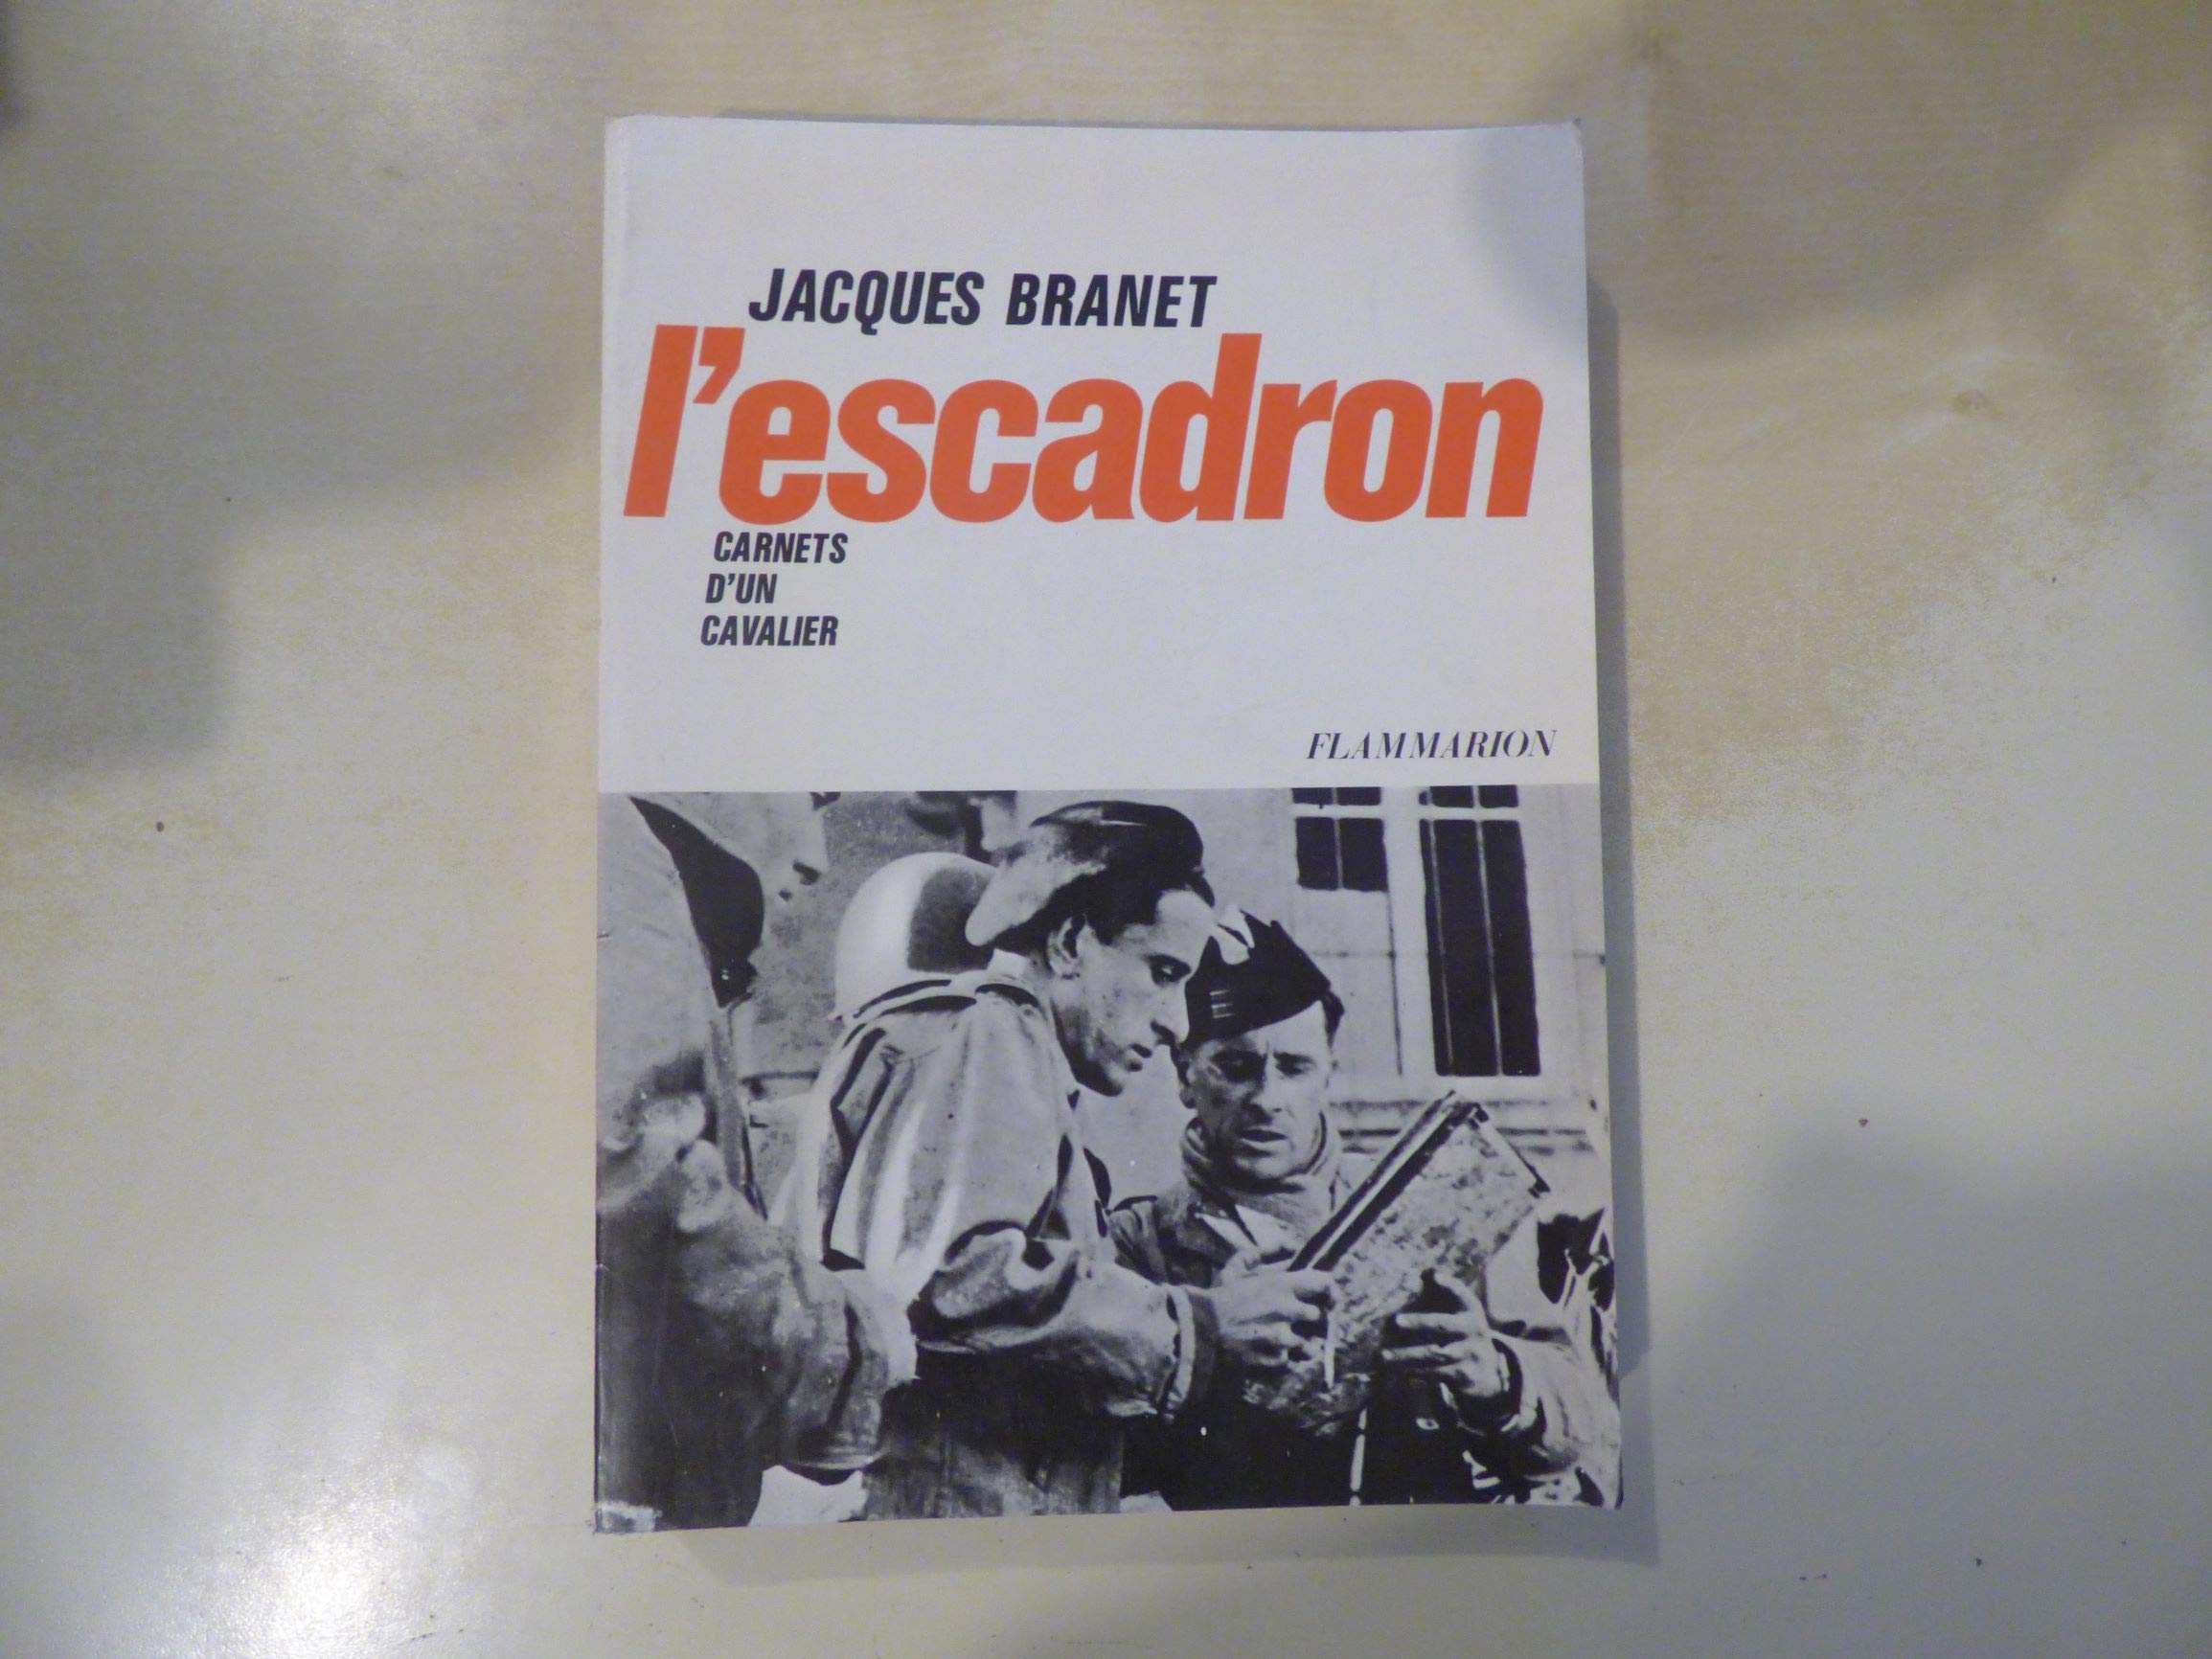 JACQUES BRANET
l'escadron
CARNETS
D'UN
CAVALIER
FLAMMARION